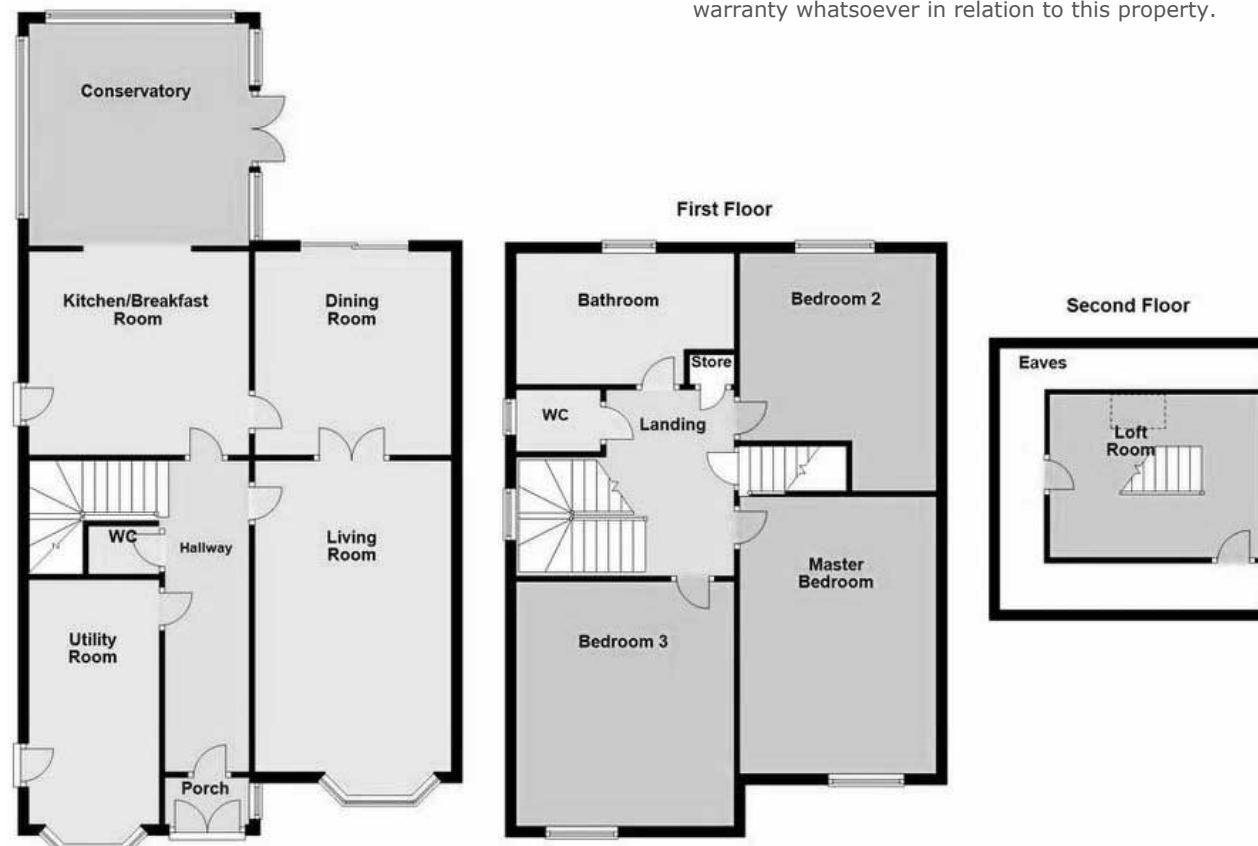 warranty whatsoever in relation to this property.
Conservatory
Kitchen/Breakfast
Room
Dining
Room
WC
Hallway
Living
Room
Utility
Room
Porch
First Floor
Bathroom
Bedroom 2
Store
WC
Landing
Master
Bedroom
Bedroom 3
Second Floor
Eaves
Loft
Room